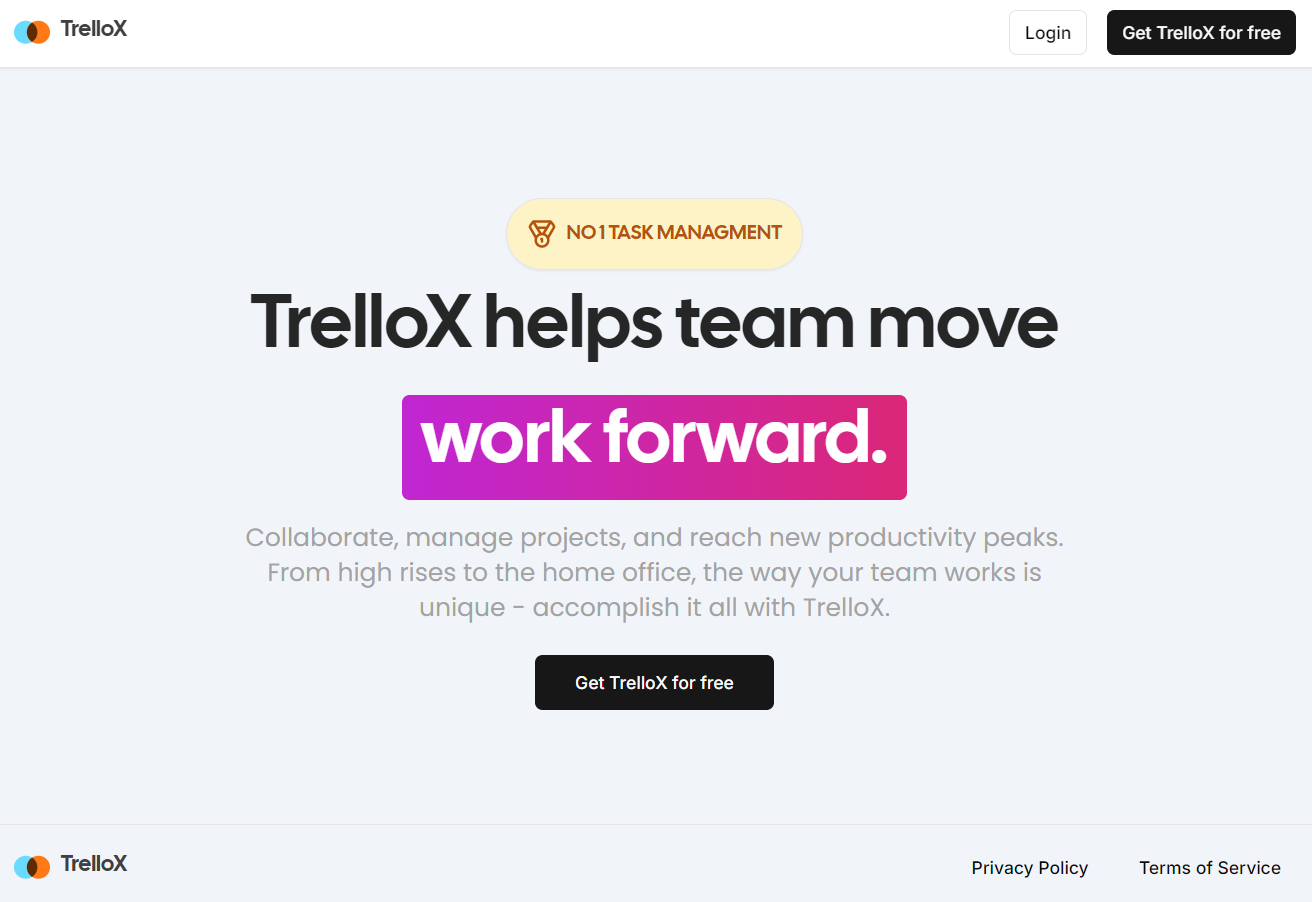 TrelloX
Login
Get TrelloX for free
NO 1 TASK MANAGMENT
TrelloX helps team move
work forward.
Collaborate, manage projects, and reach new productivity peaks.
From high rises to the home office, the way your team works is
unique - accomplish it all with TrelloX.
Get TrelloX for free
TrelloX
Privacy Policy
Terms of Service